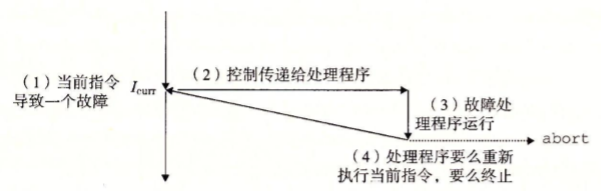 (1)当前指令
导致一个故障
Icurr
(2)控制传递给处理程序
(3)故障处
理程序运行
abort
(4)处理程序要么重新
执行当前指令,要么终止